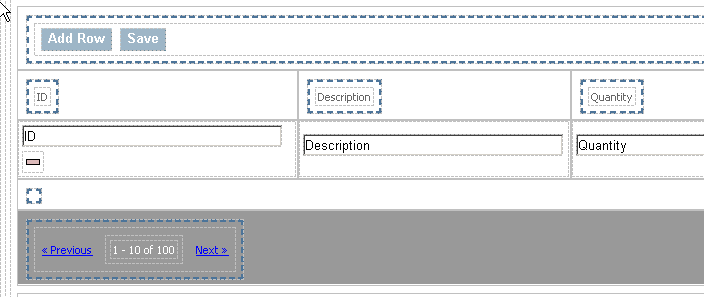 Add Row Save
ID Description Quantity
ID
Description
Quantity
« Previous 1 - 10 of 100 Next »